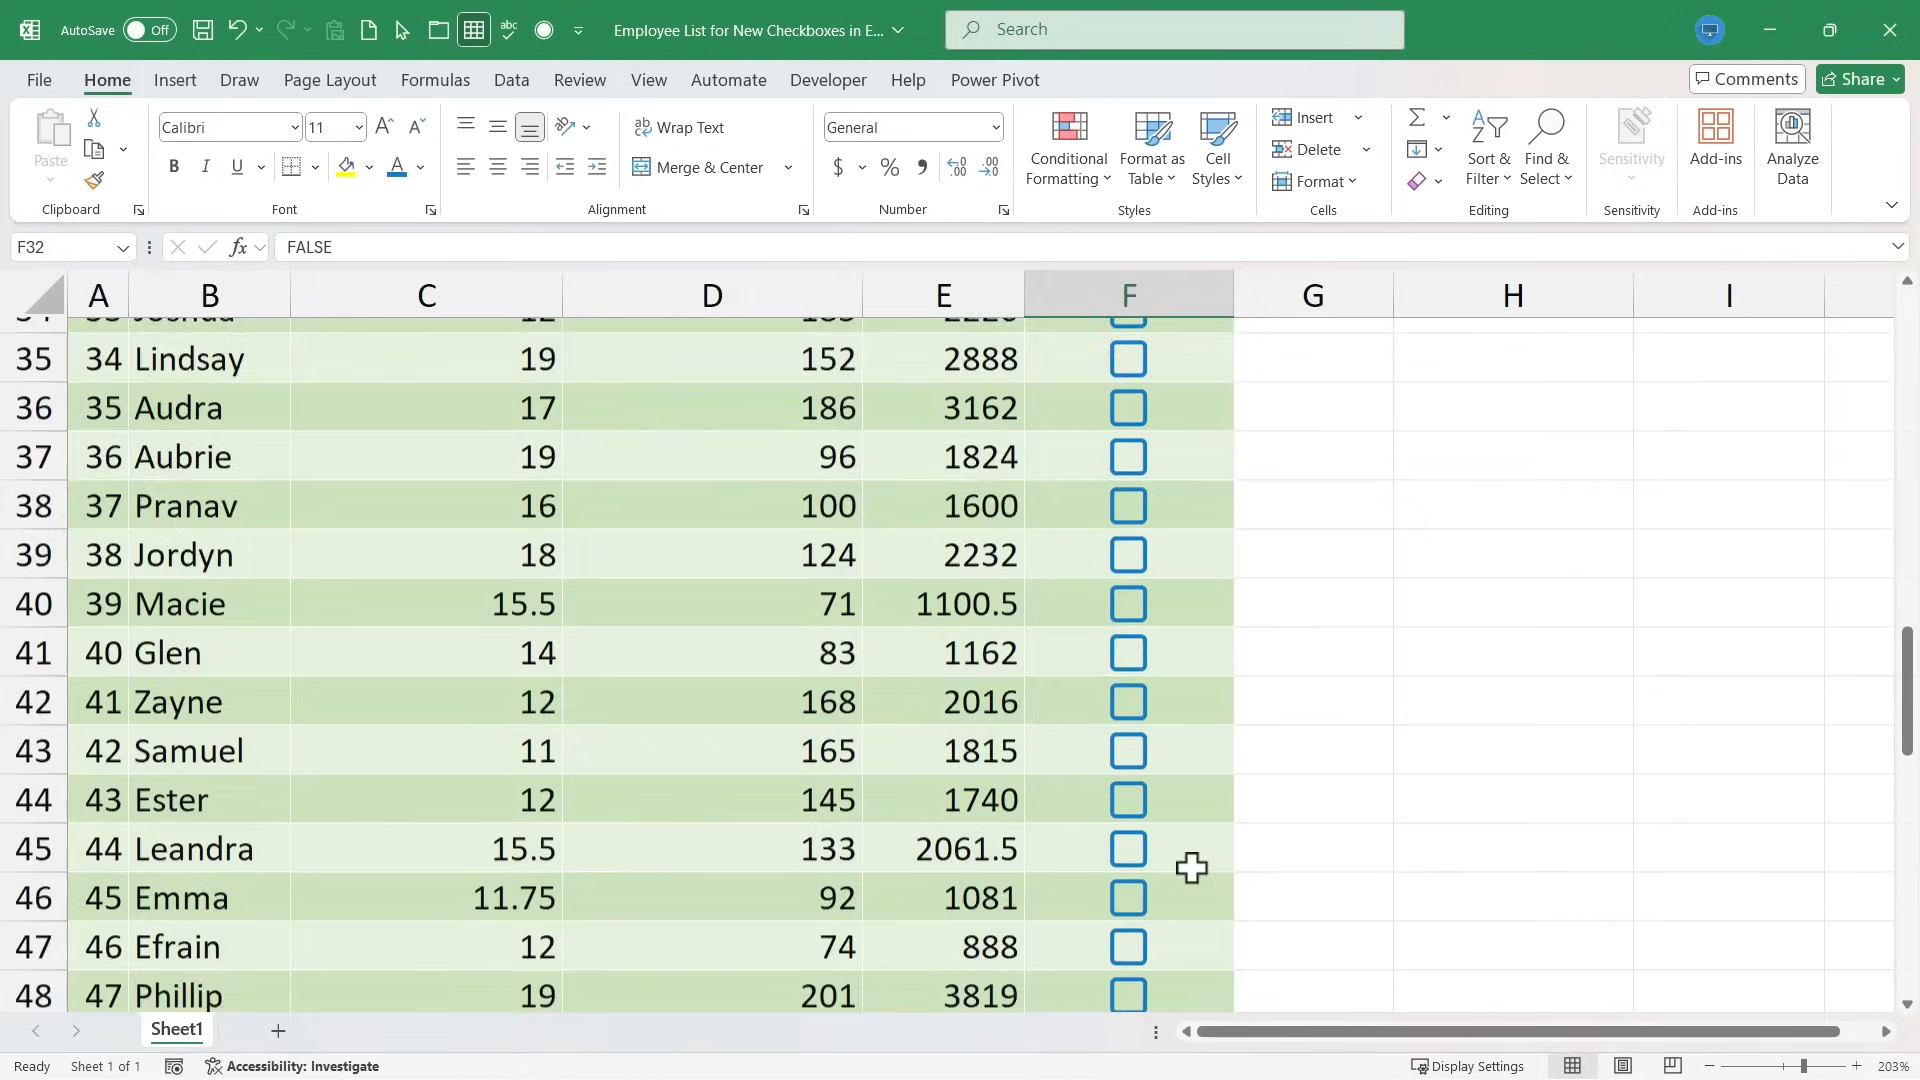 AutoSave Off Employee List for New Checkboxes in E... Search
File Home Insert Draw Page Layout Formulas Data Review View Automate Developer Help Power Pivot Comments Share
Paste Calibri 11 Wrap Text General Conditional Formatting Format as Table Cell Styles Insert Sort & Filter Find & Select Sensitivity Add-ins Analyze Data
B I U Merge & Center $ % Delete
Format
Clipboard Font Alignment Number Styles Cells Editing Sensitivity Add-ins
F32 fx FALSE
A B C D E F G H I
35 34 Lindsay 19 152 2888
36 35 Audra 17 186 3162
37 36 Aubrie 19 96 1824
38 37 Pranav 16 100 1600
39 38 Jordyn 18 124 2232
40 39 Macie 15.5 71 1100.5
41 40 Glen 14 83 1162
42 41 Zayne 12 168 2016
43 42 Samuel 11 165 1815
44 43 Ester 12 145 1740
45 44 Leandra 15.5 133 2061.5
46 45 Emma 11.75 92 1081
47 46 Efrain 12 74 888
48 47 Phillip 19 201 3819
Sheet1
Ready Sheet 1 of 1 Accessibility: Investigate Display Settings 203%